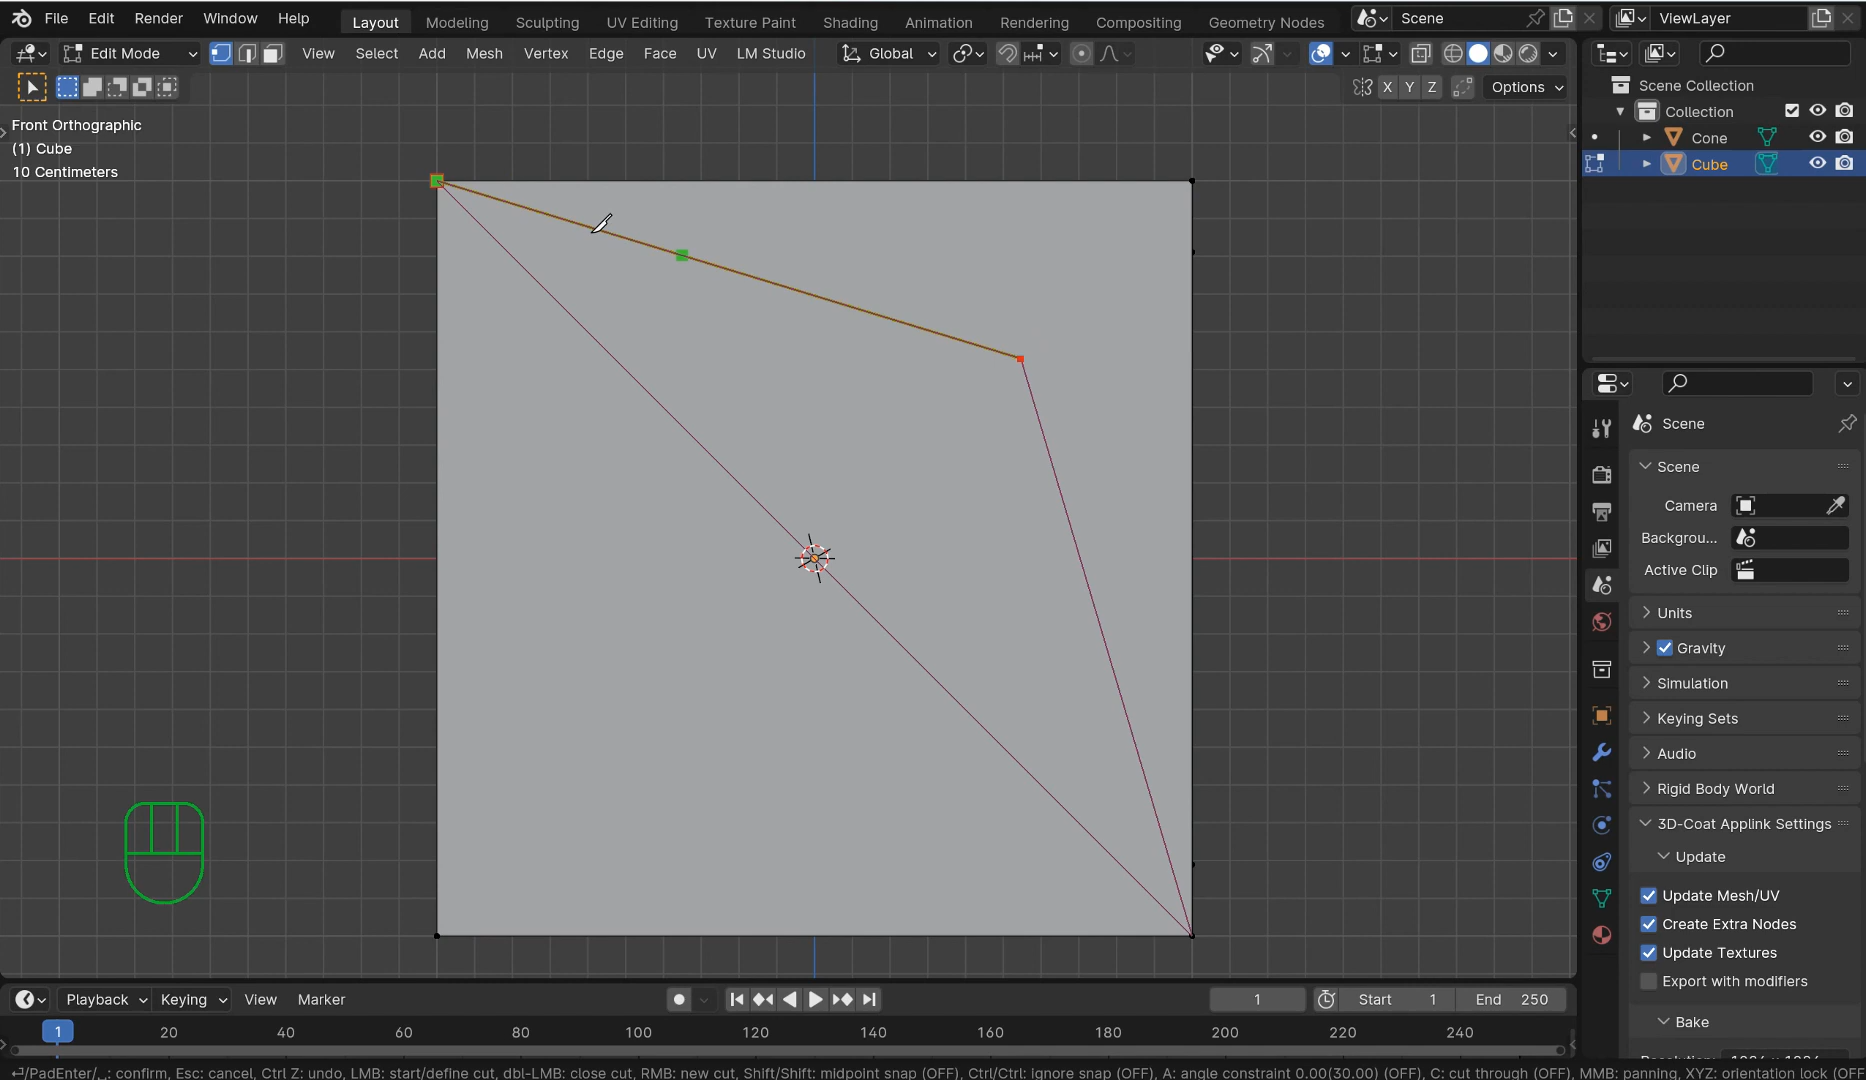 File Edit Render Window Help Layout Modeling Sculpting UV Editing Texture Paint Shading Animation Rendering Compositing Geometry Nodes Scene ViewLayer
Edit Mode View Select Add Mesh Vertex Edge Face UV LM Studio Global
X Y Z Options
Front Orthographic
(1) Cube
10 Centimeters
Scene Collection
Collection
Cone
Cube
Scene
Scene
Camera
Backgrou...
Active Clip
Units
Gravity
Simulation
Keying Sets
Audio
Rigid Body World
3D-Coat Applink Settings
Update
Update Mesh/UV
Create Extra Nodes
Update Textures
Export with modifiers
Bake
Playback Keying View Marker 1 Start 1 End 250
1 20 40 60 80 100 120 140 160 180 200 220 240
/PadEnter/ : confirm, Esc: cancel, Ctrl Z: undo, LMB: start/define cut, dbl-LMB: close cut, RMB: new cut, Shift/Shift: midpoint snap (OFF), Ctrl/Ctrl: ignore snap (OFF), A: angle constraint 0.00(30.00) (OFF), C: cut through (OFF), MMB: panning, XYZ: orientation lock (OFF